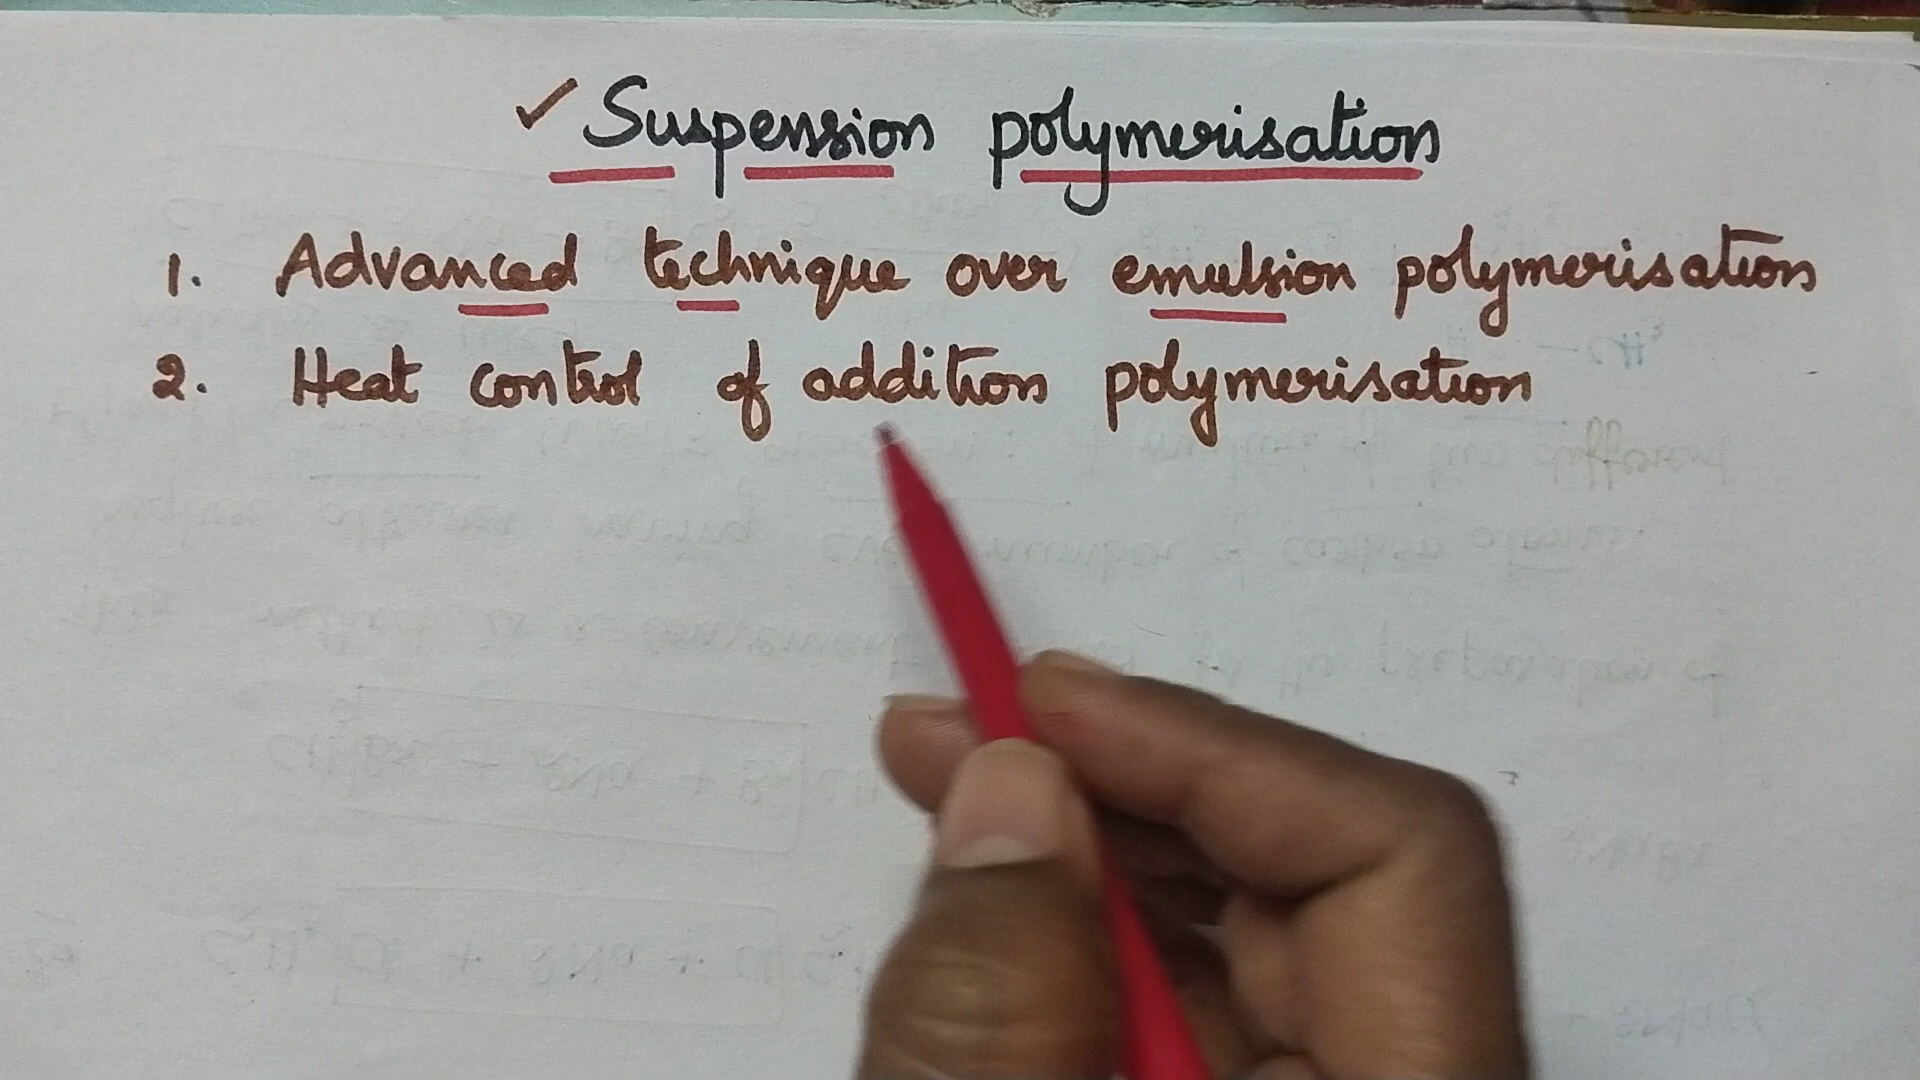 ✓ Suspension polymerisation
1. Advanced technique over emulsion polymerisation
2. Heat control of addition polymerisation